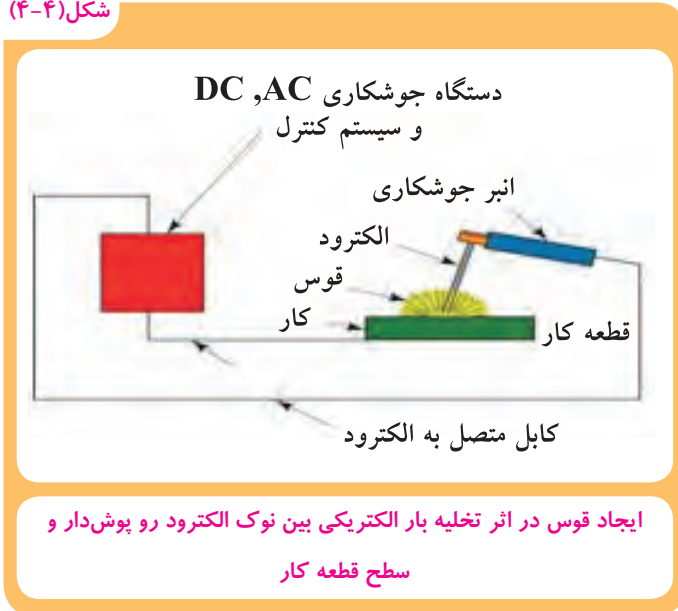 شکل(۴-۴)
دستگاه جوشکاری DC ,AC
و سیستم کنترل
انبر جوشکاری
الکترود
قوس
کار
قطعه کار
کابل متصل به الکترود
ایجاد قوس در اثر تخلیه بار الکتریکی بین نوک الکترود رو پوش‌دار و
سطح قطعه کار